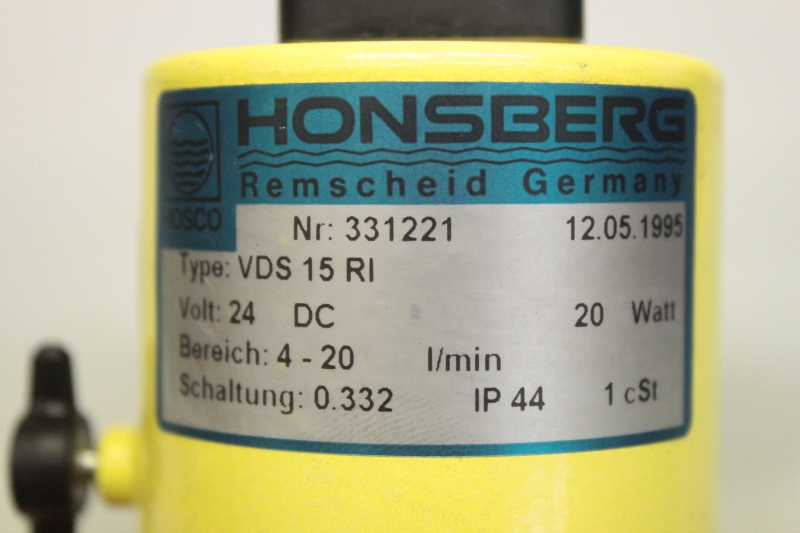 HONSBERG
Remscheid Germany
HOSCO
Nr: 331221 12.05.1995
Type: VDS 15 RI
Volt: 24 DC 20 Watt
Bereich: 4 - 20 l/min
Schaltung: 0.332 IP 44 1 cSt